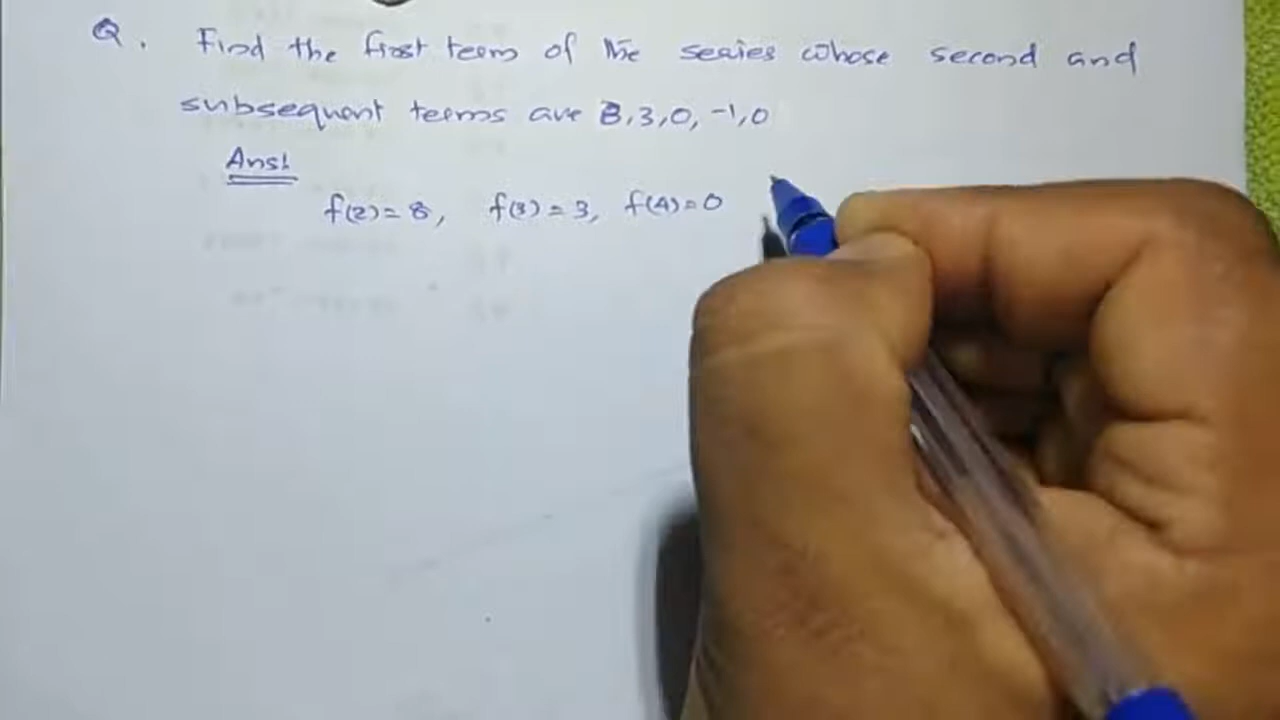 Q. Find the first term of the series whose second and
subsequent terms are 8, 3, 0, -1, 0
Ans:
f(2) = 8, f(3) = 3, f(4) = 0